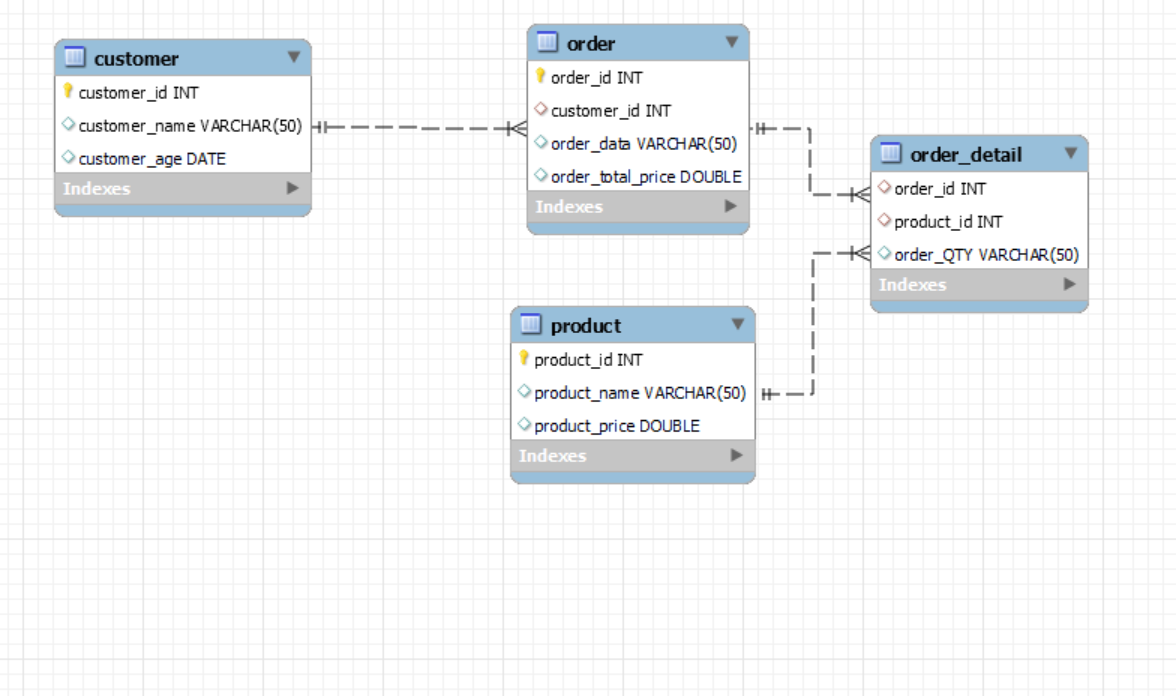 customer
customer_id INT
customer_name VARCHAR(50)
customer_age DATE
Indexes
order
order_id INT
customer_id INT
order_data VARCHAR(50)
order_total_price DOUBLE
Indexes
order_detail
order_id INT
product_id INT
order_QTY VARCHAR(50)
Indexes
product
product_id INT
product_name VARCHAR(50)
product_price DOUBLE
Indexes